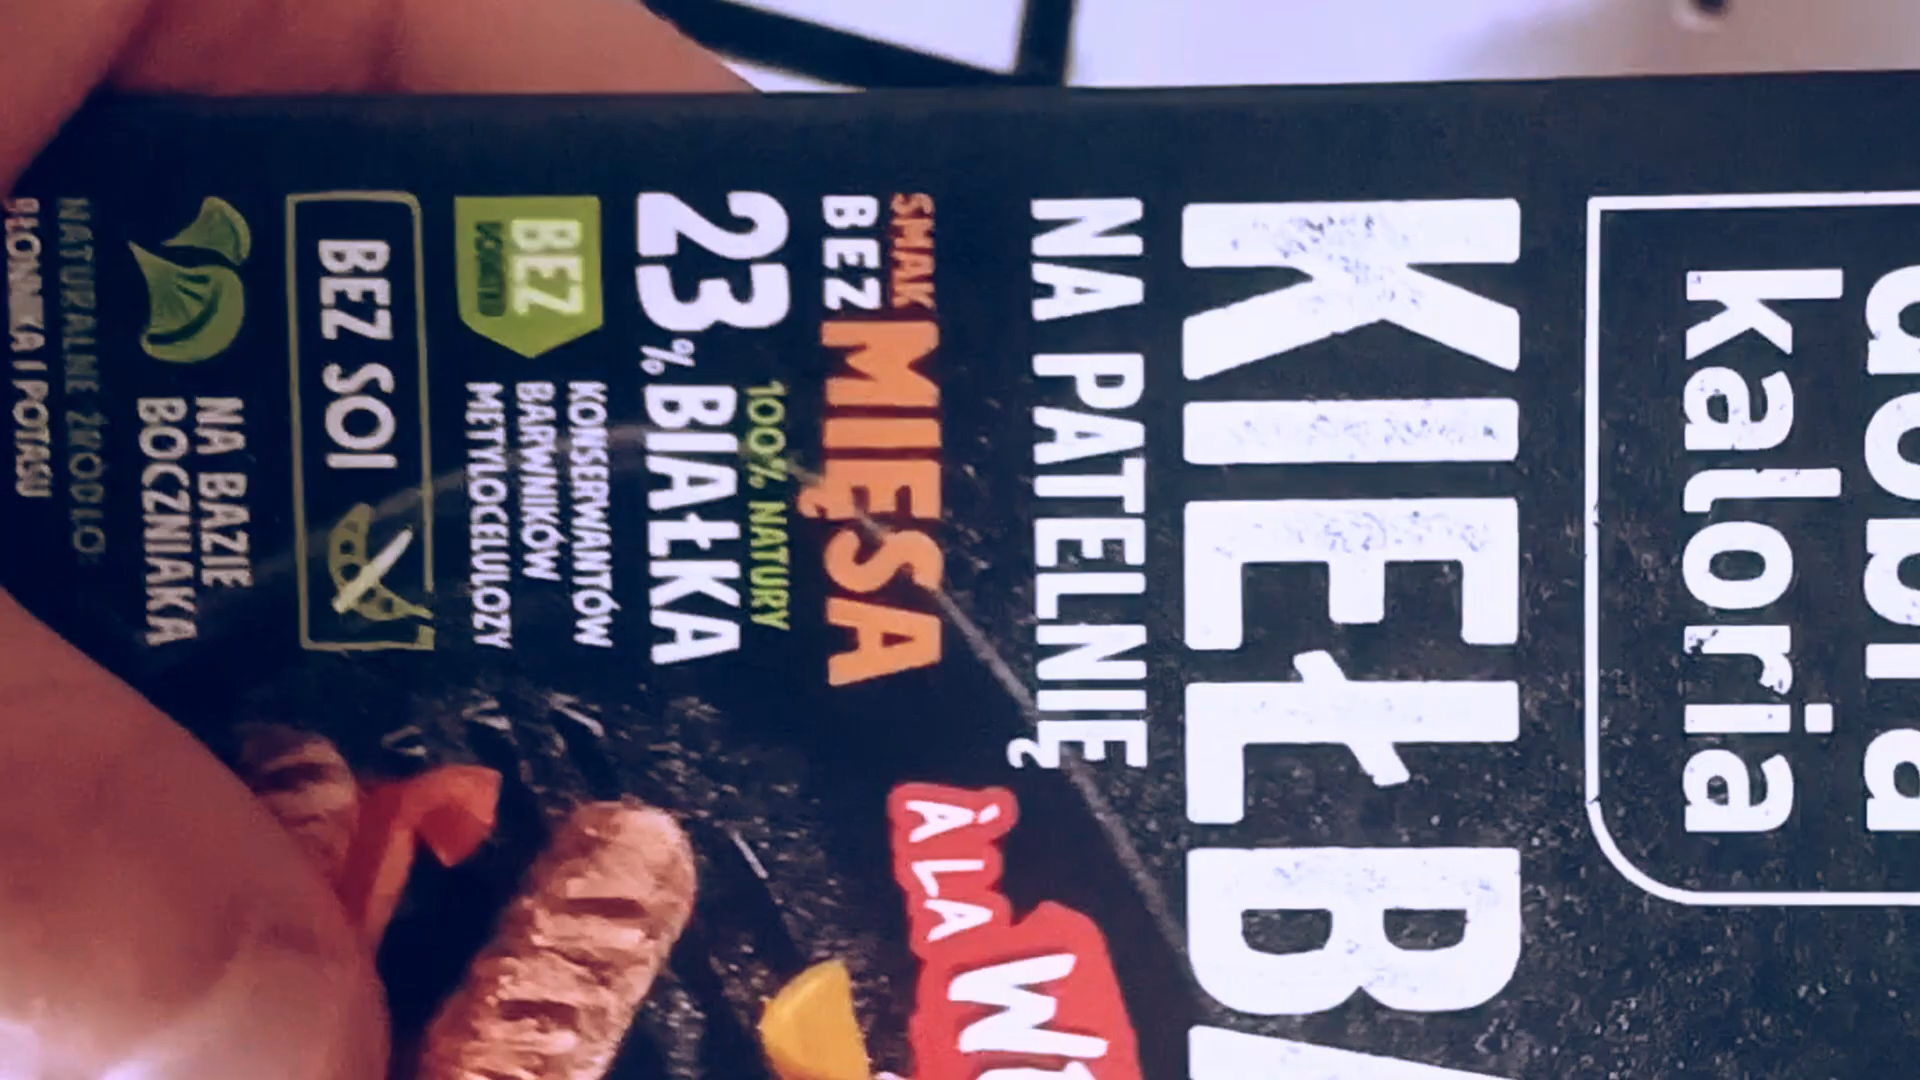 dobra
kaloria
KIEŁBA
NA PATELNIĘ
À LA
SMAK
BEZ MIĘSA
100% NATURY
23% BIAŁKA
BEZ
KONSERWANTÓW
BARWNIKÓW
METYLOCELULOZY
BEZ SOI
NA BAZIE
BOCZNIAKA
NATURALNE ŹRÓDŁO
BŁONNIKA I POTASU